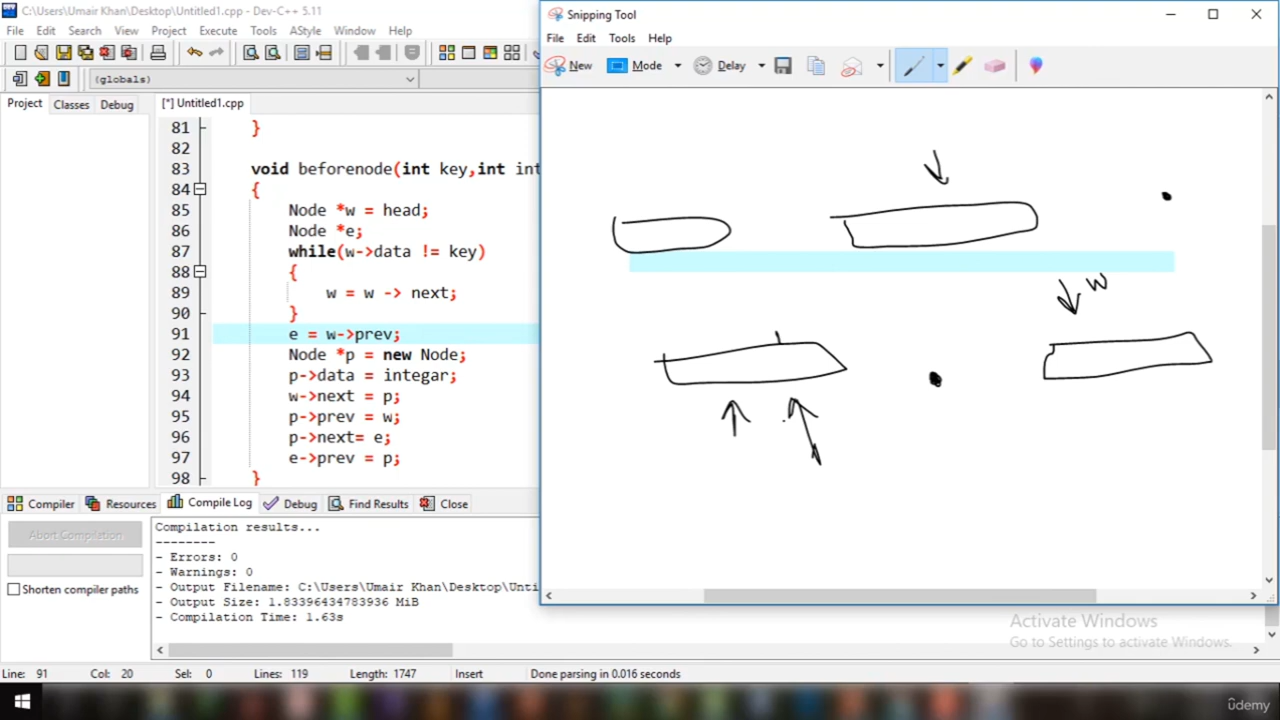 C:\Users\Umair Khan\Desktop\Untitled1.cpp - Dev-C++ 5.11
File Edit Search View Project Execute Tools AStyle Window Help
(globals)
Project Classes Debug
[*] Untitled1.cpp
81 }
82
83 void beforenode(int key,int int
84 {
85 Node *w = head;
86 Node *e;
87 while(w->data != key)
88 {
89 w = w -> next;
90 }
91 e = w->prev;
92 Node *p = new Node;
93 p->data = integar;
94 w->next = p;
95 p->prev = w;
96 p->next= e;
97 e->prev = p;
98 }
Compiler Resources Compile Log Debug Find Results Close
Abort Compilation
Shorten compiler paths
Compilation results...
--------
- Errors: 0
- Warnings: 0
- Output Filename: C:\Users\Umair Khan\Desktop\Unti
- Output Size: 1.83396434783936 MiB
- Compilation Time: 1.63s
Line: 91 Col: 20 Sel: 0 Lines: 119 Length: 1747 Insert Done parsing in 0.016 seconds
Snipping Tool
File Edit Tools Help
New Mode Delay
w
Activate Windows
Go to Settings to activate Windows.
ûdemy